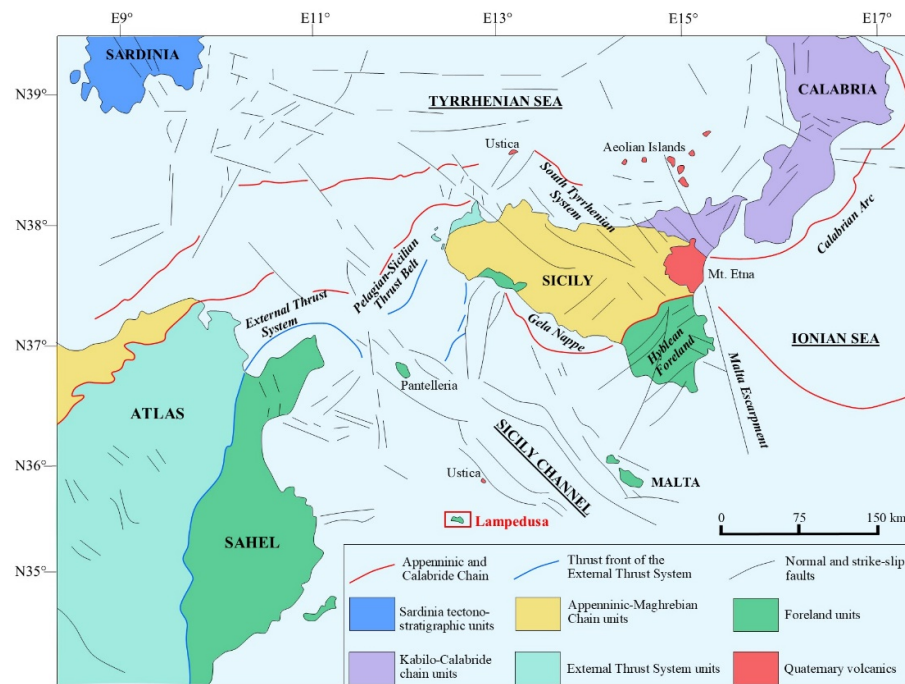 E9°
E11°
E13°
E15°
E17°
SARDINIA
CALABRIA
N39°
TYRRHENIAN SEA
Ustica
Aeolian Islands
South Tyrrhenian
System
N38°
Calabrian Arc
Pelagian-Sicilian
Thrust Belt
SICILY
Mt. Etna
External Thrust
System
Gela Nappe
Hyblean
Foreland
IONIAN SEA
N37°
Malta Escarpment
Pantelleria
ATLAS
SICILY CHANNEL
N36°
Ustica
MALTA
Lampedusa
0
75
150 km
SAHEL
N35°
Appenninic and
Calabride Chain
Thrust front of the
External Thrust System
Normal and strike-slip
faults
Sardinia tectono-
stratigraphic units
Appenninic-Maghrebian
Chain units
Foreland units
Kabilo-Calabride
chain units
External Thrust System units
Quaternary volcanics